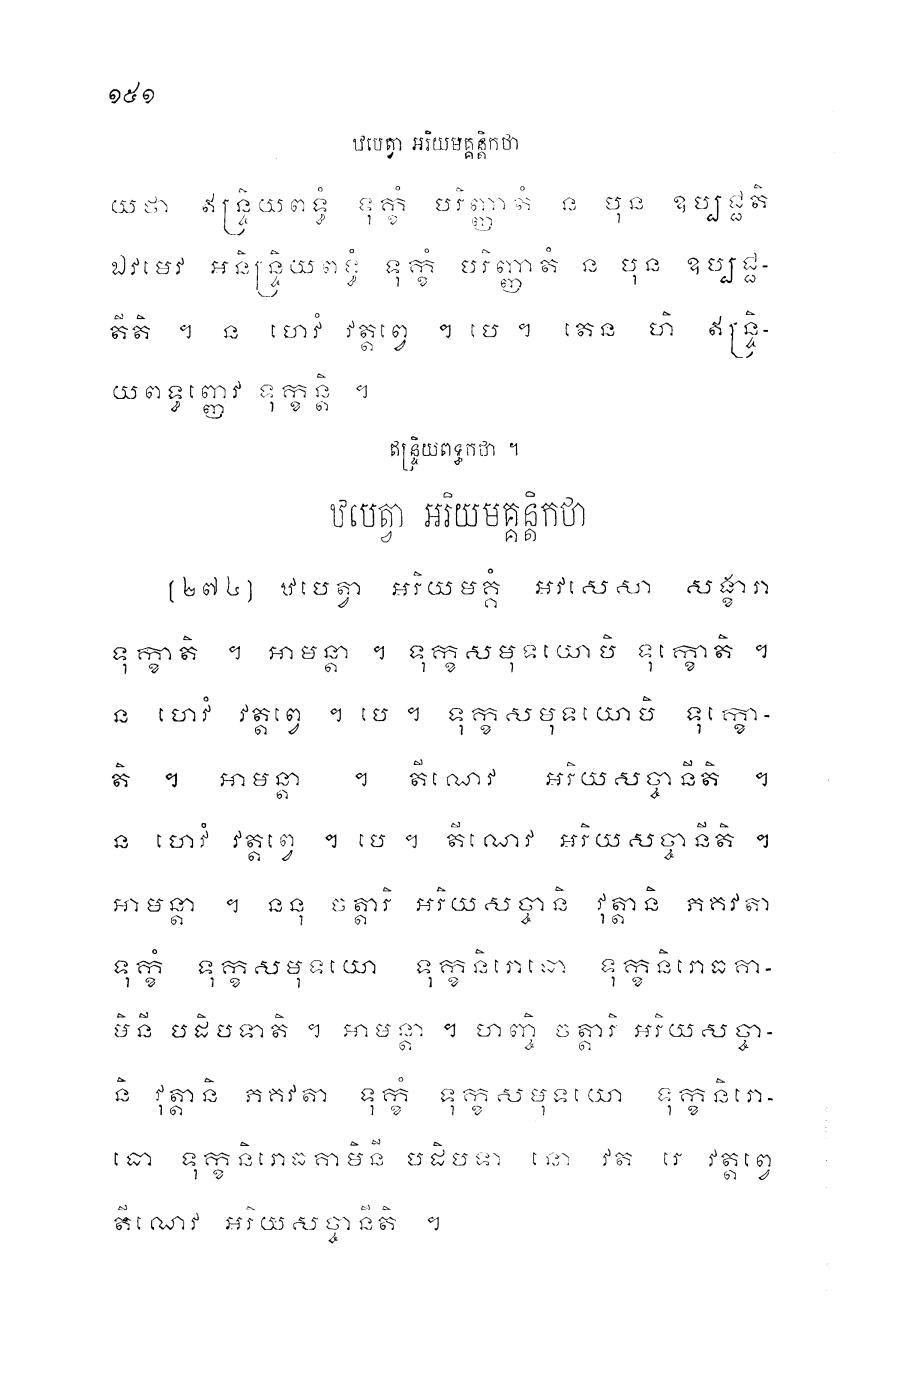 ១៥១
ឋបេត្វា អរិយមគ្គន្តិកថា
យថា ឥន្ទ្រិយពទ្ធំ ទុក្ខំ បរិញ្ញាតំ ន បុន ឧប្បជ្ជតិ
ឯវមេវ អនិន្ទ្រិយពទ្ធំ ទុក្ខំ បរិញ្ញាតំ ន បុន ឧប្បជ្ជ-
តីតិ ។ ន ហេវំ វត្តព្វេ ។ បេ ។ តេន ហិ ឥន្ទ្រិ-
យពទ្ធញ្ញេវ ទុក្ខន្តិ ។
ឥន្ទ្រិយពទ្ធកថា ។
ឋបេត្វា អរិយមគ្គន្តិកថា
[២៧៤] ឋបេត្វា អរិយមគ្គំ អវសេសា សង្ខារា
ទុក្ខាតិ ។ អាមន្តា ។ ទុក្ខសមុទយោបិ ទុក្ខោតិ ។
ន ហេវំ វត្តព្វេ ។ បេ ។ ទុក្ខសមុទយោបិ ទុក្ខោ-
តិ ។ អាមន្តា ។ តីណេវ អរិយសច្ចានីតិ ។
ន ហេវំ វត្តព្វេ ។ បេ ។ តីណេវ អរិយសច្ចានីតិ ។
អាមន្តា ។ ននុ ចត្តារិ អរិយសច្ចានិ វុត្តានិ ភគវតា
ទុក្ខំ ទុក្ខសមុទយោ ទុក្ខនិរោធោ ទុក្ខនិរោធគា-
មិនី បដិបទាតិ ។ អាមន្តា ។ ហញ្ចិ ចត្តារិ អរិយសច្ចា-
និ វុត្តានិ ភគវតា ទុក្ខំ ទុក្ខសមុទយោ ទុក្ខនិរោ-
ធោ ទុក្ខនិរោធគាមិនី បដិបទា នោ វត រេ វត្តព្វេ
តីណេវ អរិយសច្ចានីតិ ។